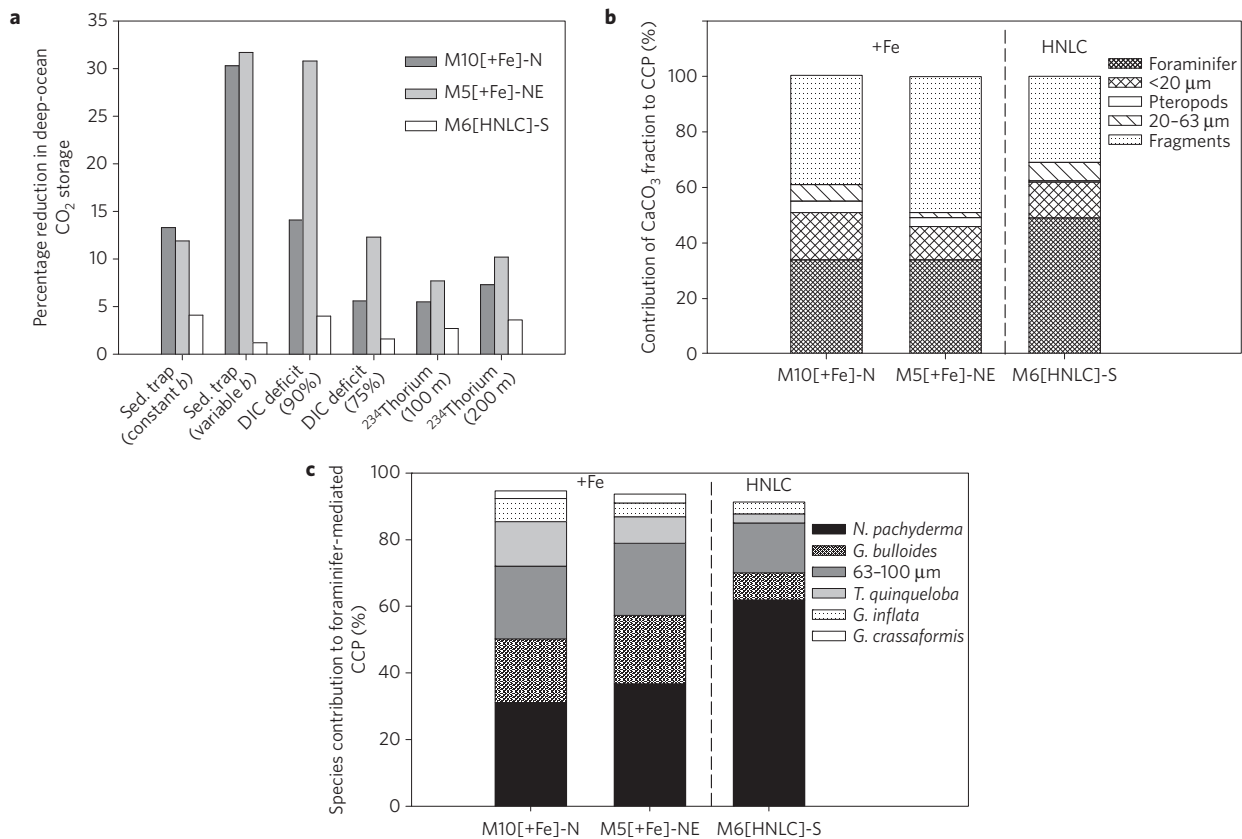 a
Percentage reduction in deep-ocean
CO₂ storage
35
30
25
20
15
10
5
0
M10[+Fe]-N
M5[+Fe]-NE
M6[HNLC]-S
Sed. trap
(constant b)
Sed. trap
(variable b)
DIC deficit
(90%)
DIC deficit
(75%)
²³⁴Thorium
(100 m)
²³⁴Thorium
(200 m)
b
Contribution of CaCO₃ fraction to CCP (%)
100
80
60
40
20
0
+Fe
HNLC
Foraminifer
<20 μm
Pteropods
20–63 μm
Fragments
M10[+Fe]-N
M5[+Fe]-NE
M6[HNLC]-S
c
Species contribution to foraminifer-mediated
CCP (%)
100
80
60
40
20
0
+Fe
HNLC
N. pachyderma
G. bulloides
63–100 μm
T. quinqueloba
G. inflata
G. crassaformis
M10[+Fe]-N
M5[+Fe]-NE
M6[HNLC]-S